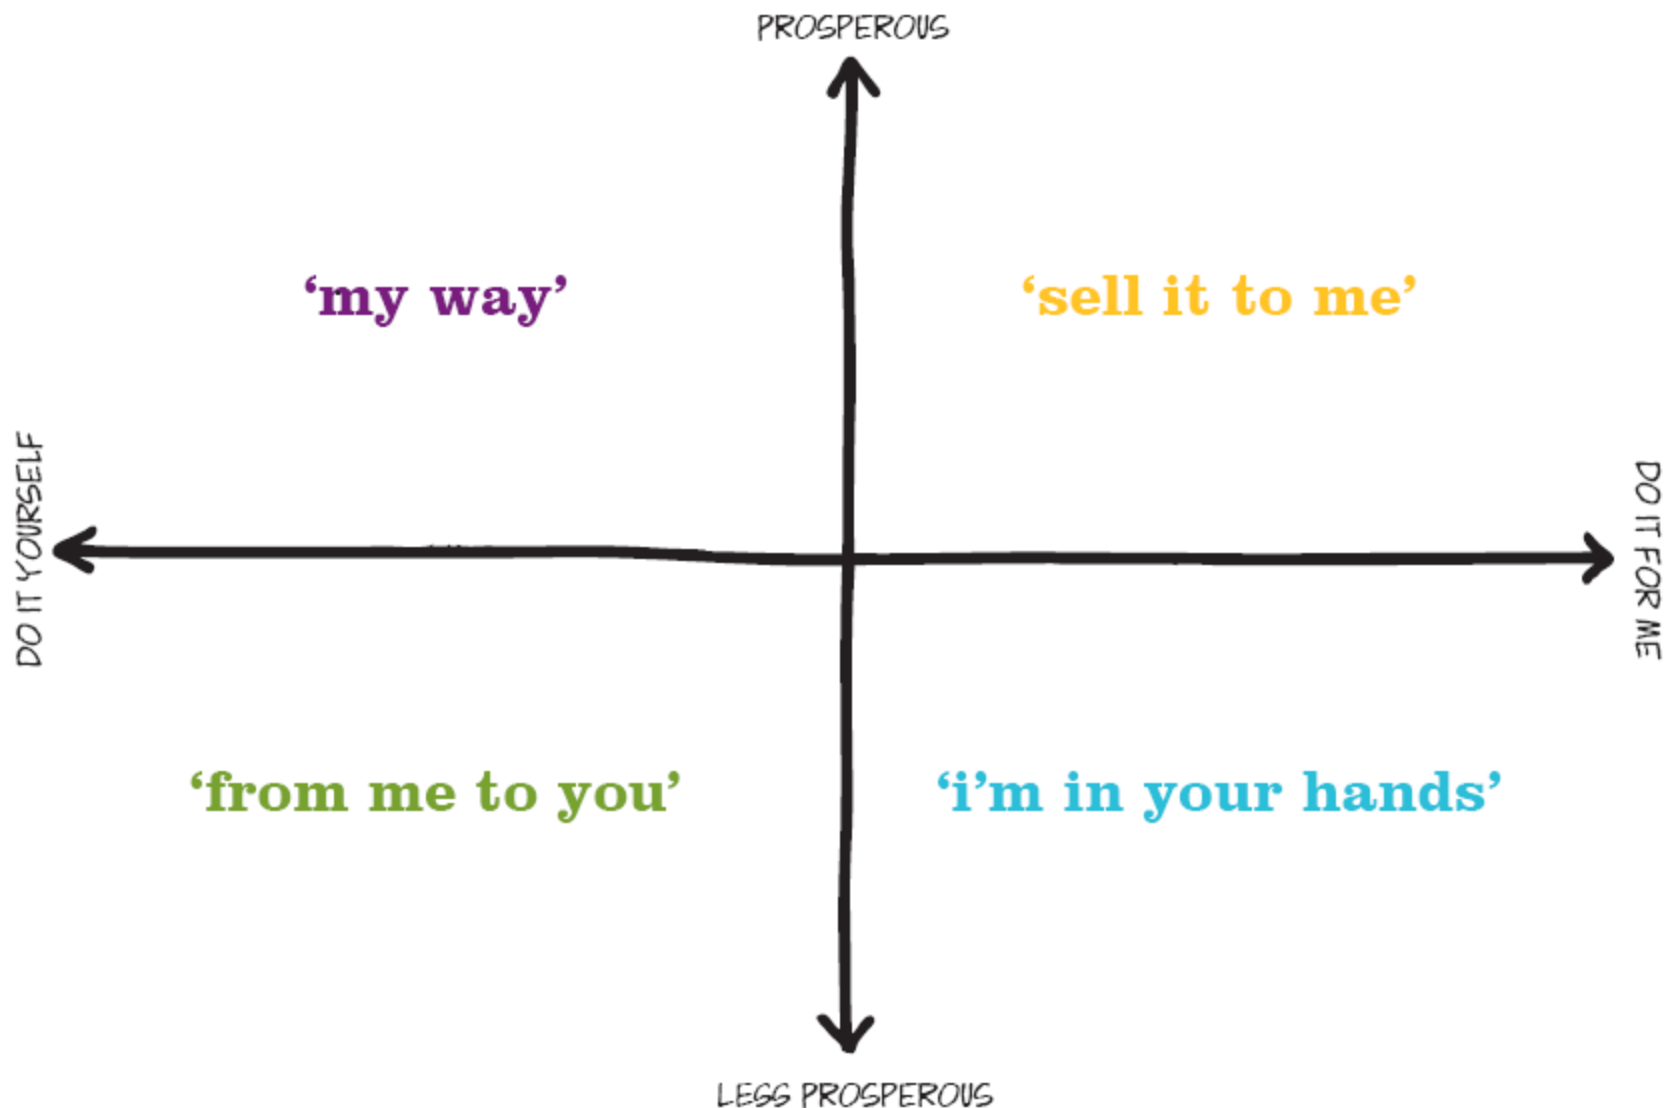 PROSPEROUS
‘my way’
‘sell it to me’
DO IT YOURSELF
DO IT FOR ME
‘from me to you’
‘i’m in your hands’
LESS PROSPEROUS